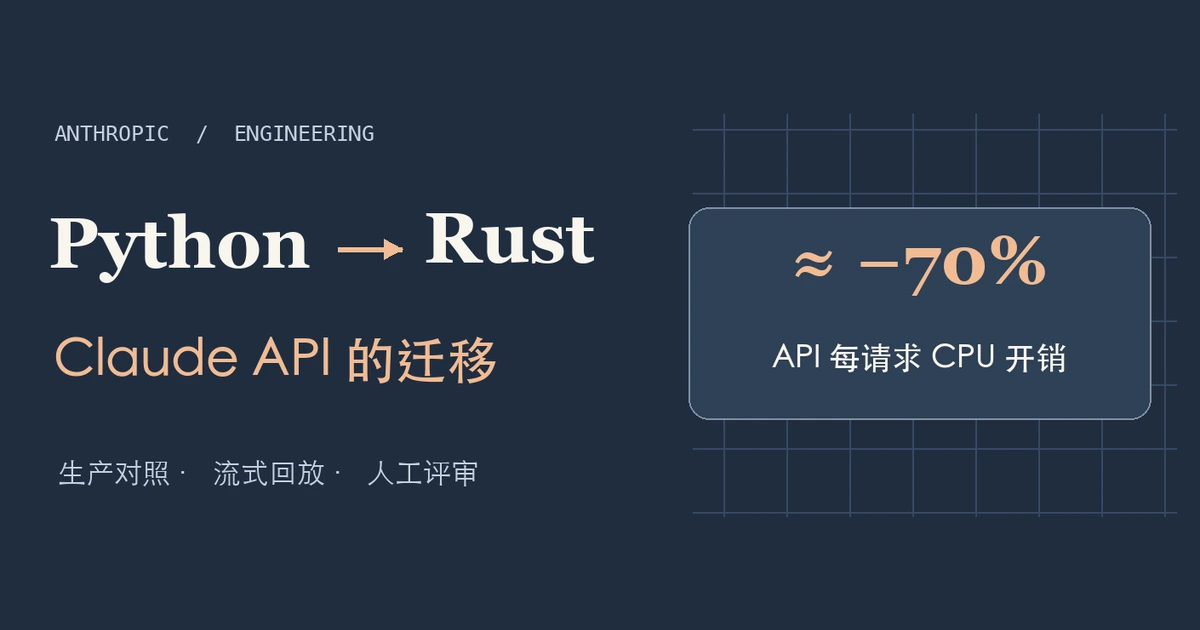 ANTHROPIC / ENGINEERING
Python → Rust
Claude API 的迁移
生产对照 · 流式回放 · 人工评审
≈ −70%
API 每请求 CPU 开销